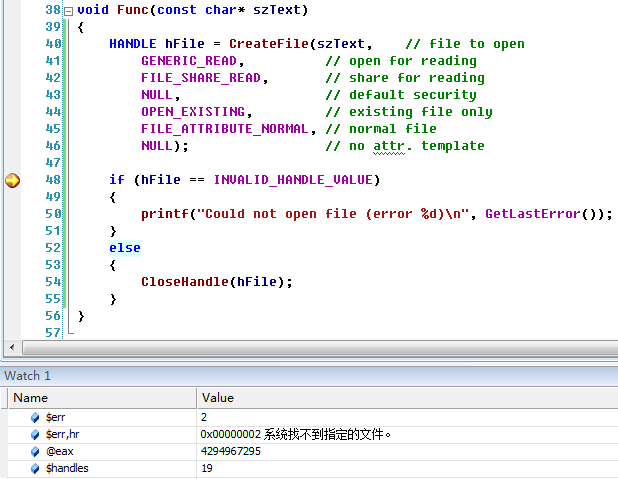 38 void Func(const char* szText)
39 {
40 HANDLE hFile = CreateFile(szText, // file to open
41 GENERIC_READ, // open for reading
42 FILE_SHARE_READ, // share for reading
43 NULL, // default security
44 OPEN_EXISTING, // existing file only
45 FILE_ATTRIBUTE_NORMAL, // normal file
46 NULL); // no attr. template
47
48 if (hFile == INVALID_HANDLE_VALUE)
49 {
50 printf("Could not open file (error %d)\n", GetLastError());
51 }
52 else
53 {
54 CloseHandle(hFile);
55 }
56 }
57
Watch 1
Name Value
$err 2
$err,hr 0x00000002 系统找不到指定的文件。
@eax 4294967295
$handles 19